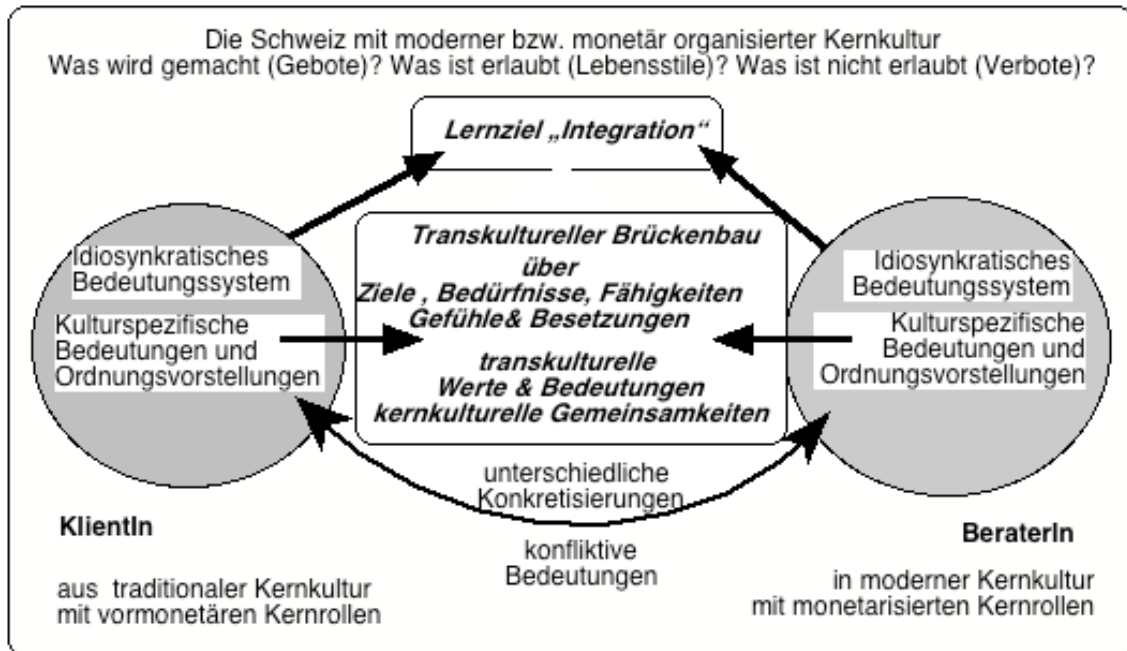 Die Schweiz mit moderner bzw. monetär organisierter Kernkultur
Was wird gemacht (Gebote)? Was ist erlaubt (Lebensstile)? Was ist nicht erlaubt (Verbote)?
Lernziel „Integration“
Idiosynkratisches
Bedeutungssystem
Kulturspezifische
Bedeutungen und
Ordnungsvorstellungen
Transkultureller Brückenbau
über
Ziele , Bedürfnisse, Fähigkeiten
Gefühle& Besetzungen
transkulturelle
Werte & Bedeutungen
kernkulturelle Gemeinsamkeiten
Idiosynkratisches
Bedeutungssystem
Kulturspezifische
Bedeutungen und
Ordnungsvorstellungen
unterschiedliche
Konkretisierungen
konfliktive
Bedeutungen
KlientIn
aus traditionaler Kernkultur
mit vormonetären Kernrollen
BeraterIn
in moderner Kernkultur
mit monetarisierten Kernrollen